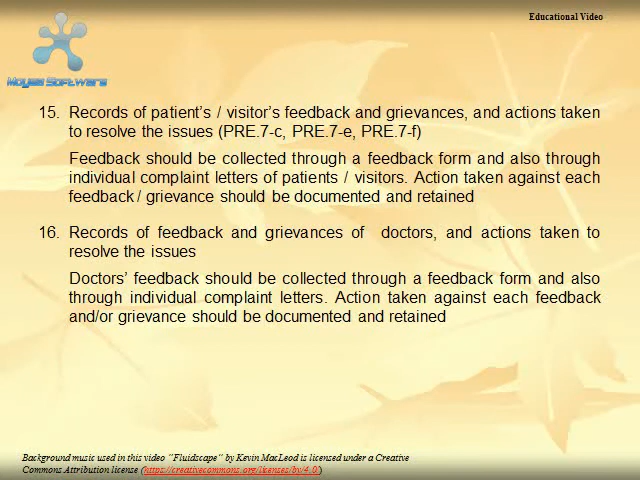 Educational Video
Moyasi Software
15. Records of patient's / visitor's feedback and grievances, and actions taken
to resolve the issues (PRE.7-c, PRE.7-e, PRE.7-f)
Feedback should be collected through a feedback form and also through
individual complaint letters of patients / visitors. Action taken against each
feedback / grievance should be documented and retained
16. Records of feedback and grievances of doctors, and actions taken to
resolve the issues
Doctors' feedback should be collected through a feedback form and also
through individual complaint letters. Action taken against each feedback
and/or grievance should be documented and retained
Background music used in this video "Fluidscape" by Kevin MacLeod is licensed under a Creative
Commons Attribution license (https://creativecommons.org/licenses/by/4.0/)